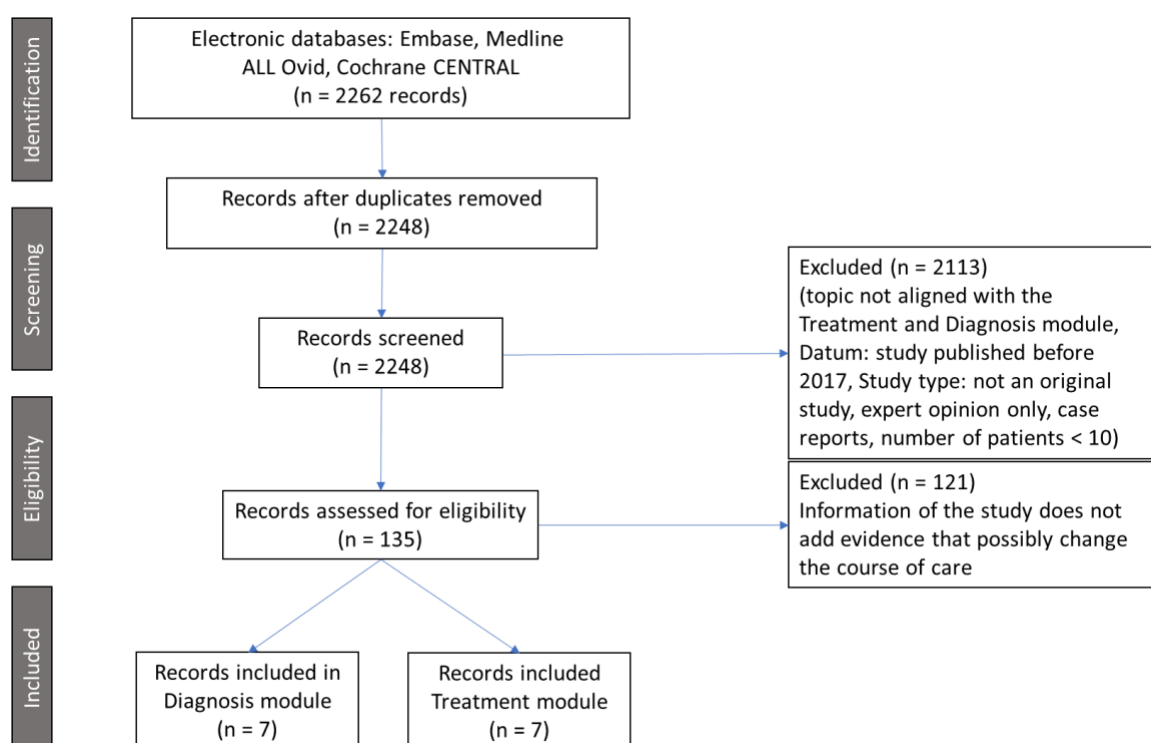 Identification
Electronic databases: Embase, Medline
ALL Ovid, Cochrane CENTRAL
(n = 2262 records)
Records after duplicates removed
(n = 2248)
Screening
Records screened
(n = 2248)
Excluded (n = 2113)
(topic not aligned with the
Treatment and Diagnosis module,
Datum: study published before
2017, Study type: not an original
study, expert opinion only, case
reports, number of patients < 10)
Eligibility
Records assessed for eligibility
(n = 135)
Excluded (n = 121)
Information of the study does not
add evidence that possibly change
the course of care
Included
Records included in
Diagnosis module
(n = 7)
Records included
Treatment module
(n = 7)